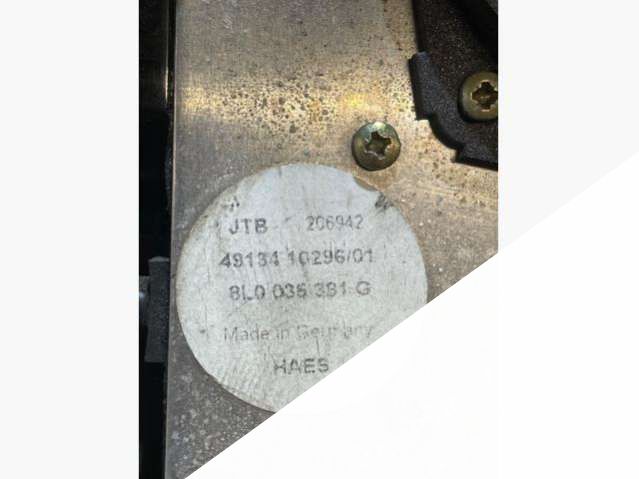 JTB 206942
49134 10296/01
8L0 035 381 G
Made in Germany
HAES